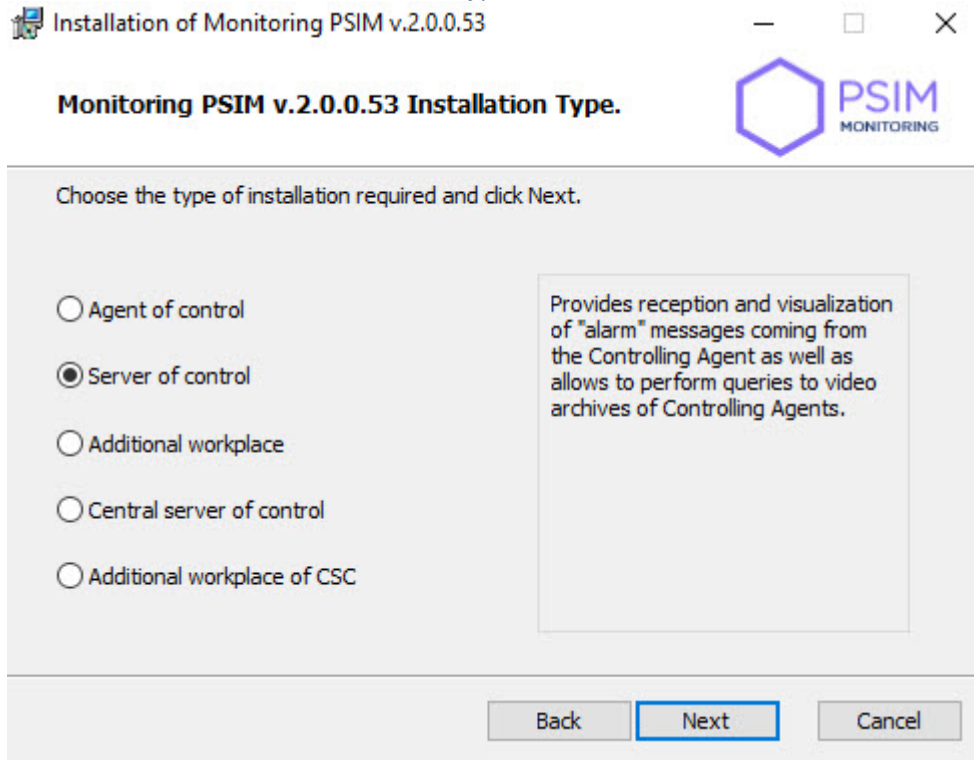 Installation of Monitoring PSIM v.2.0.0.53
Monitoring PSIM v.2.0.0.53 Installation Type.
PSIM
MONITORING
Choose the type of installation required and click Next.
Agent of control
Server of control
Additional workplace
Central server of control
Additional workplace of CSC
Provides reception and visualization
of "alarm" messages coming from
the Controlling Agent as well as
allows to perform queries to video
archives of Controlling Agents.
Back
Next
Cancel